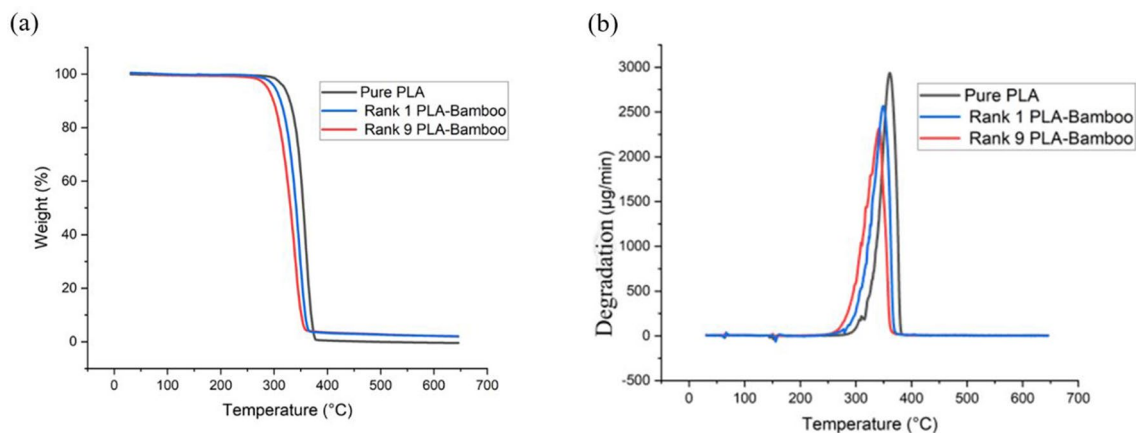 (a)
100
80
60
40
20
0
Weight (%)
Pure PLA
Rank 1 PLA-Bamboo
Rank 9 PLA-Bamboo
0 100 200 300 400 500 600 700
Temperature (°C)
(b)
3000
2500
2000
1500
1000
500
0
-500
Degradation (µg/min)
Pure PLA
Rank 1 PLA-Bamboo
Rank 9 PLA-Bamboo
0 100 200 300 400 500 600 700
Temperature (°C)